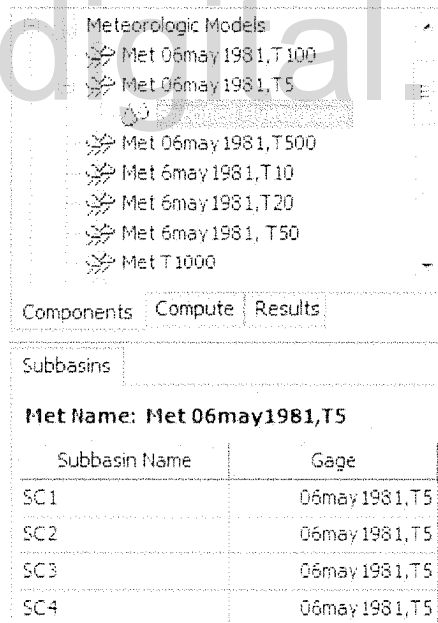 digital.
Meteorologic Models
Met 06may1981,T100
Met 06may1981,T5
Met 06may1981,T500
Met 6may1981,T10
Met 6may1981,T20
Met 6may1981, T50
Met T1000
Components Compute Results
Subbasins
Met Name: Met 06may1981,T5
Subbasin Name Gage
SC1 06may1981,T5
SC2 06may1981,T5
SC3 06may1981,T5
SC4 06may1981,T5